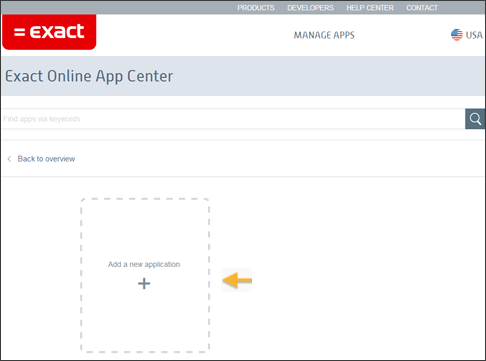 PRODUCTS DEVELOPERS HELP CENTER CONTACT
= exact
MANAGE APPS
USA
Exact Online App Center
Find apps via keywords
< Back to overview
Add a new application
+